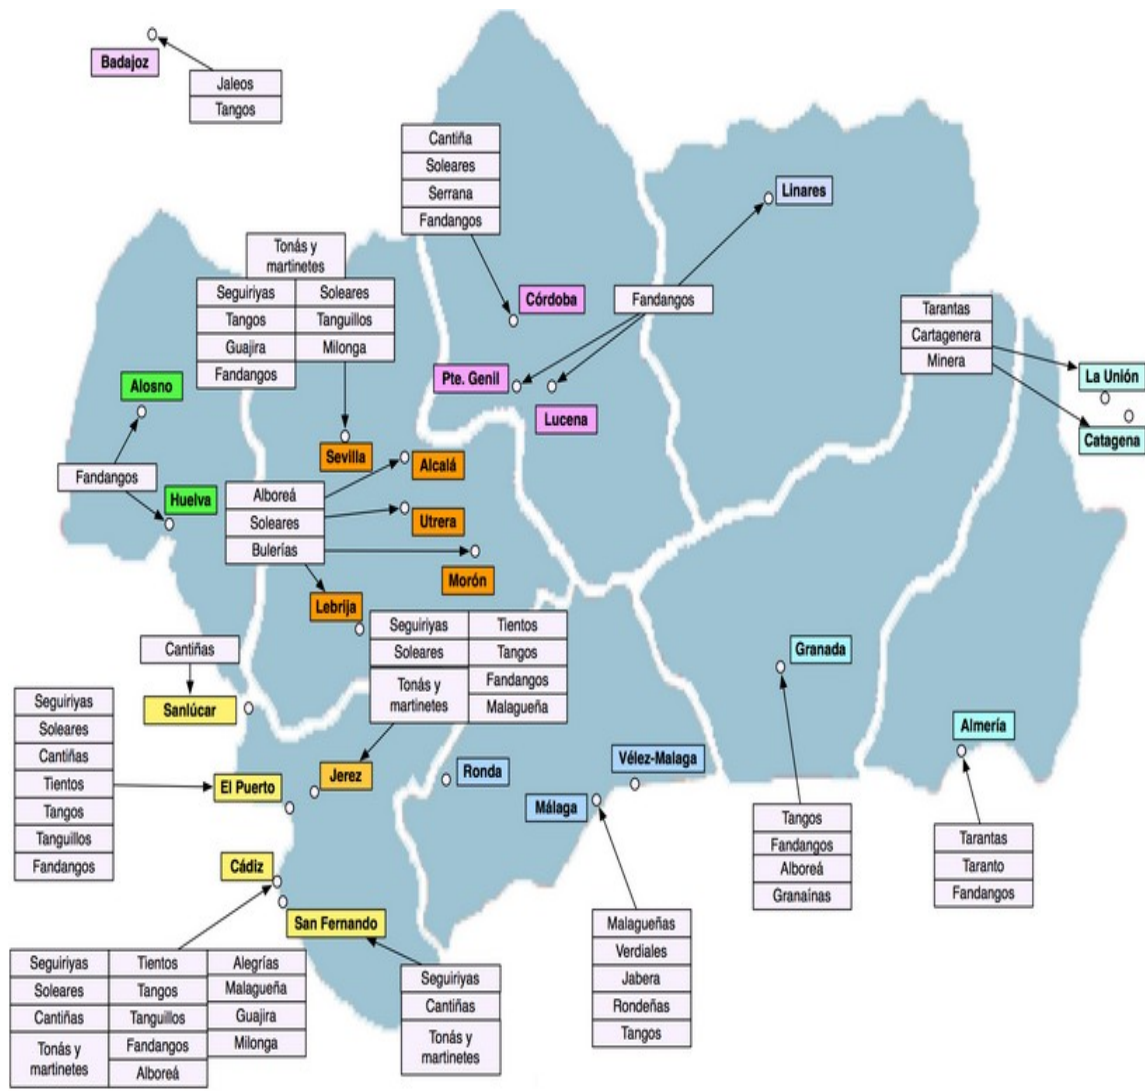 Badajoz
Jaleos
Tangos
Cantiña
Soleares
Serrana
Fandangos
Córdoba
Linares
Fandangos
Pte. Genil
Lucena
Tonás y
martinetes
Seguiriyas
Soleares
Tangos
Tanguillos
Guajira
Milonga
Fandangos
Sevilla
Tarantas
Cartagenera
Minera
La Unión
Catagena
Alosno
Fandangos
Huelva
Alboreá
Soleares
Bulerías
Alcalá
Utrera
Morón
Lebrija
Seguiriyas
Tientos
Soleares
Tangos
Tonás y
martinetes
Fandangos
Malagueña
Jerez
Cantiñas
Sanlúcar
Seguiriyas
Soleares
Cantiñas
Tientos
Tangos
Tanguillos
Fandangos
El Puerto
Ronda
Vélez-Malaga
Málaga
Malagueñas
Verdiales
Jabera
Rondeñas
Tangos
Granada
Tangos
Fandangos
Alboreá
Granaínas
Almería
Tarantas
Taranto
Fandangos
Cádiz
San Fernando
Seguiriyas
Soleares
Cantiñas
Tonás y
martinetes
Tientos
Tangos
Tanguillos
Fandangos
Alboreá
Alegrías
Malagueña
Guajira
Milonga
Seguiriyas
Cantiñas
Tonás y
martinetes